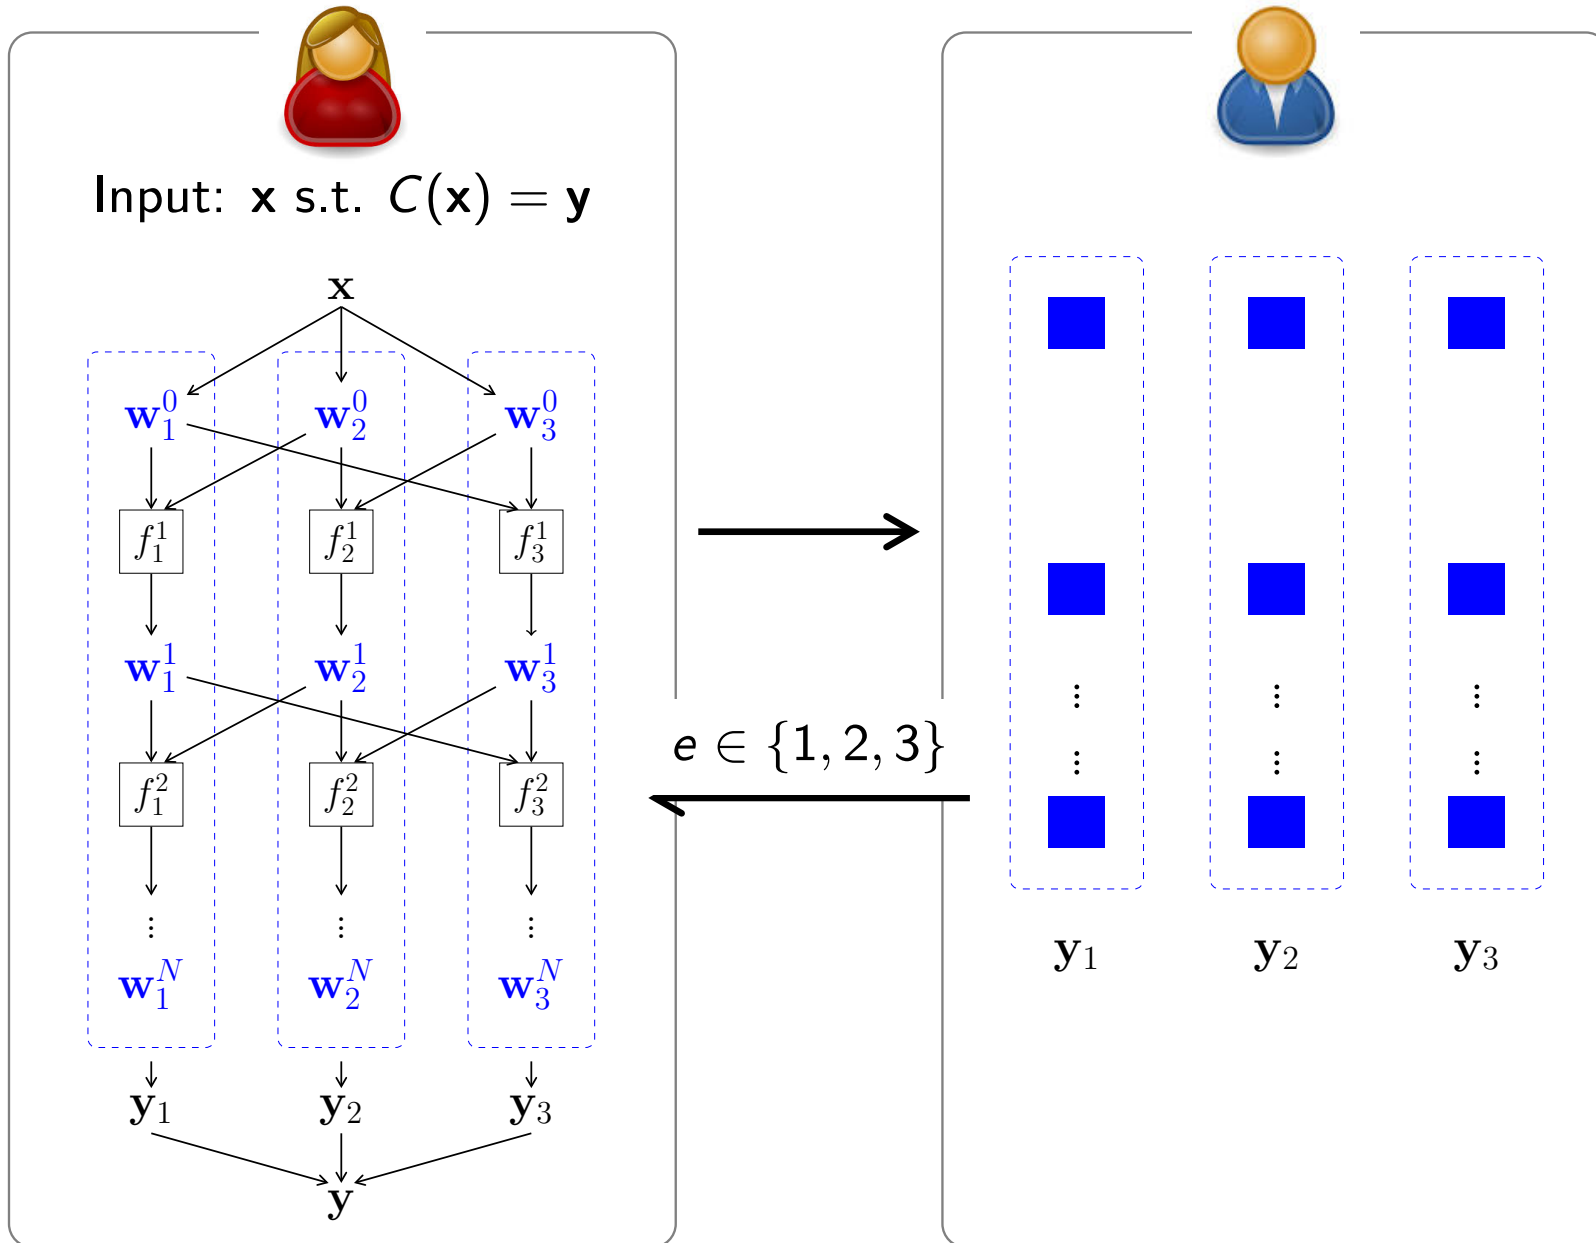 Input: x s.t. C(x) = y
x
w_1^0 w_2^0 w_3^0
f_1^1 f_2^1 f_3^1
w_1^1 w_2^1 w_3^1
f_1^2 f_2^2 f_3^2
⋮ ⋮ ⋮
w_1^N w_2^N w_3^N
y_1 y_2 y_3
y
e ∈ {1, 2, 3}
⋮ ⋮ ⋮
⋮ ⋮ ⋮
y_1 y_2 y_3